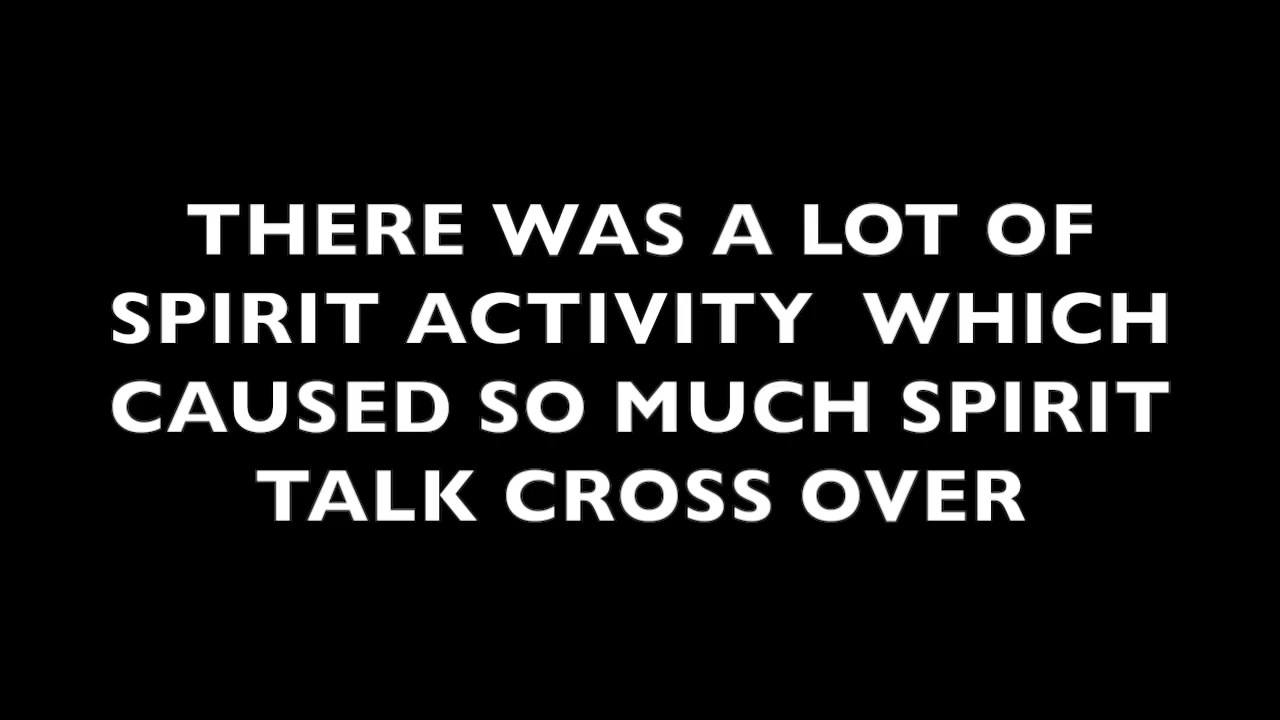 THERE WAS A LOT OF
SPIRIT ACTIVITY  WHICH
CAUSED SO MUCH SPIRIT
TALK CROSS OVER